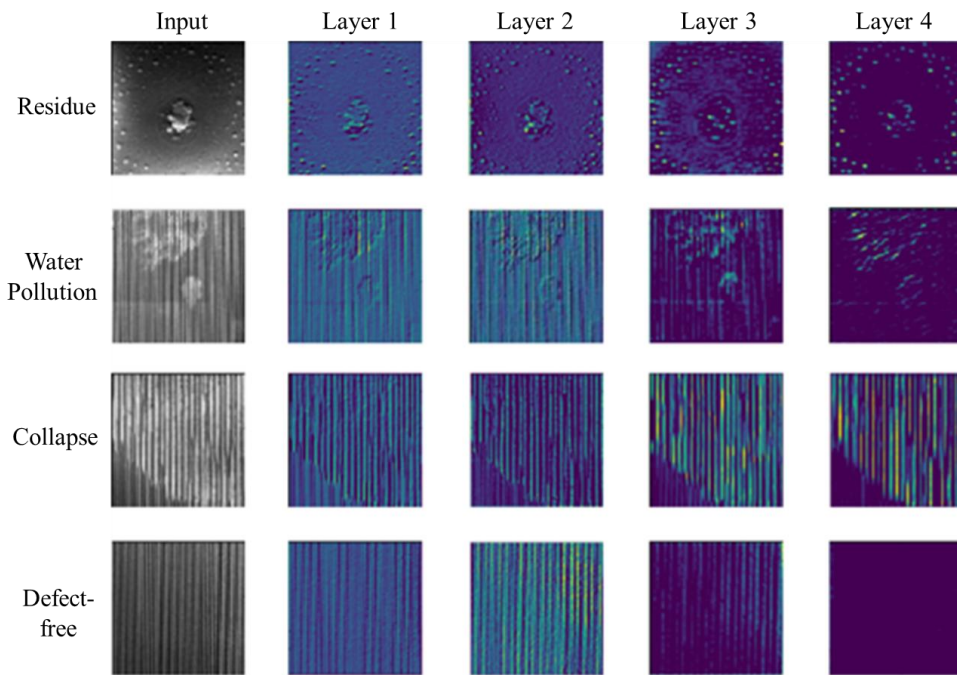 Input Layer 1 Layer 2 Layer 3 Layer 4
Residue
Water
Pollution
Collapse
Defect-
free